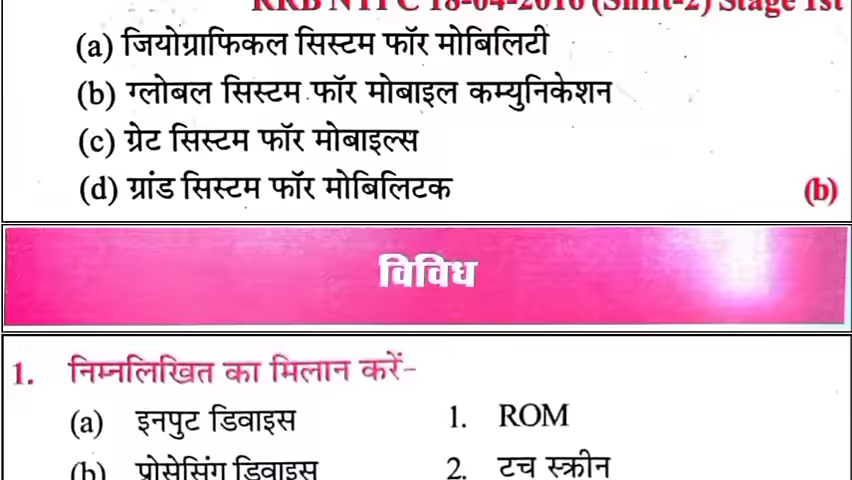 RRB NTPC 18-04-2016 (Shift-2) Stage 1st
(a) जियोग्राफिकल सिस्टम फॉर मोबिलिटी
(b) ग्लोबल सिस्टम फॉर मोबाइल कम्युनिकेशन
(c) ग्रेट सिस्टम फॉर मोबाइल्स
(d) ग्रांड सिस्टम फॉर मोबिलिटक (b)
विविध
1. निम्नलिखित का मिलान करें-
(a) इनपुट डिवाइस 1. ROM
(b) प्रोसेसिंग डिवाइस 2. टच स्क्रीन